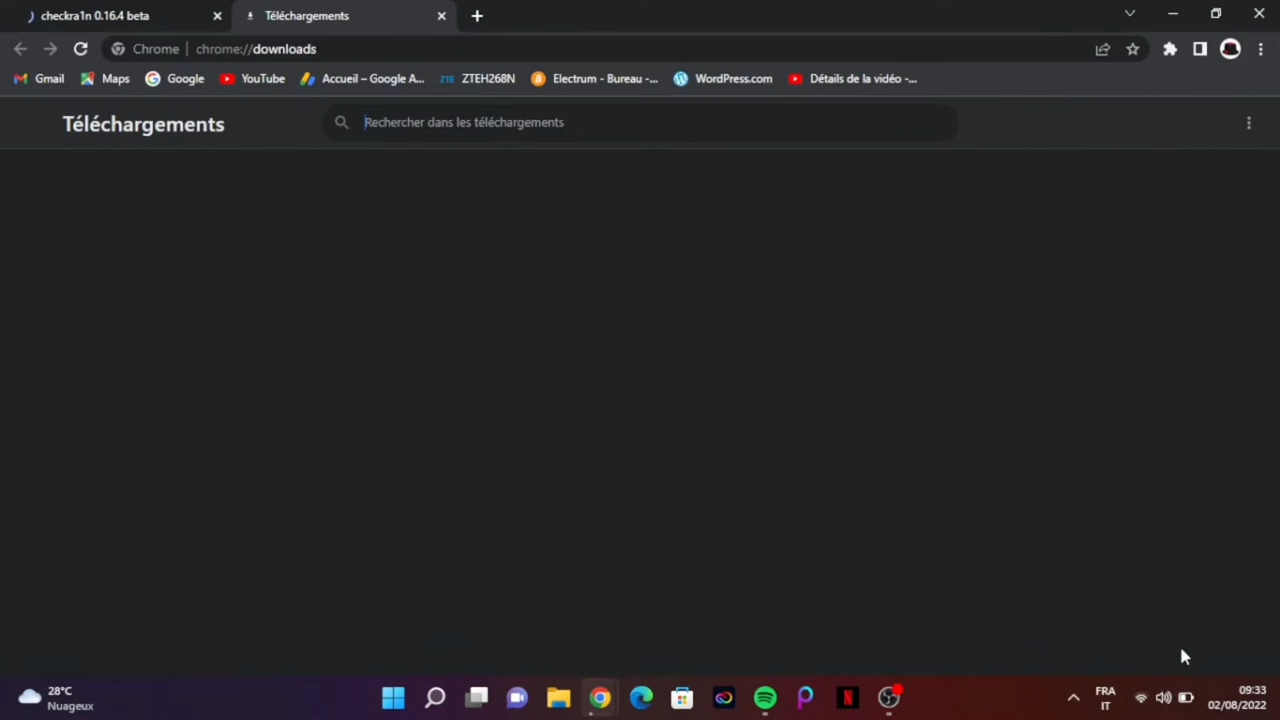 checkra1n 0.16.4 beta
Téléchargements
Chrome | chrome://downloads
Gmail
Maps
Google
YouTube
Accueil – Google A...
ZTE ZTEH268N
Electrum - Bureau -...
WordPress.com
Détails de la vidéo -...
Téléchargements
Rechercher dans les téléchargements
28°C
Nuageux
FRA
IT
09:33
02/08/2022